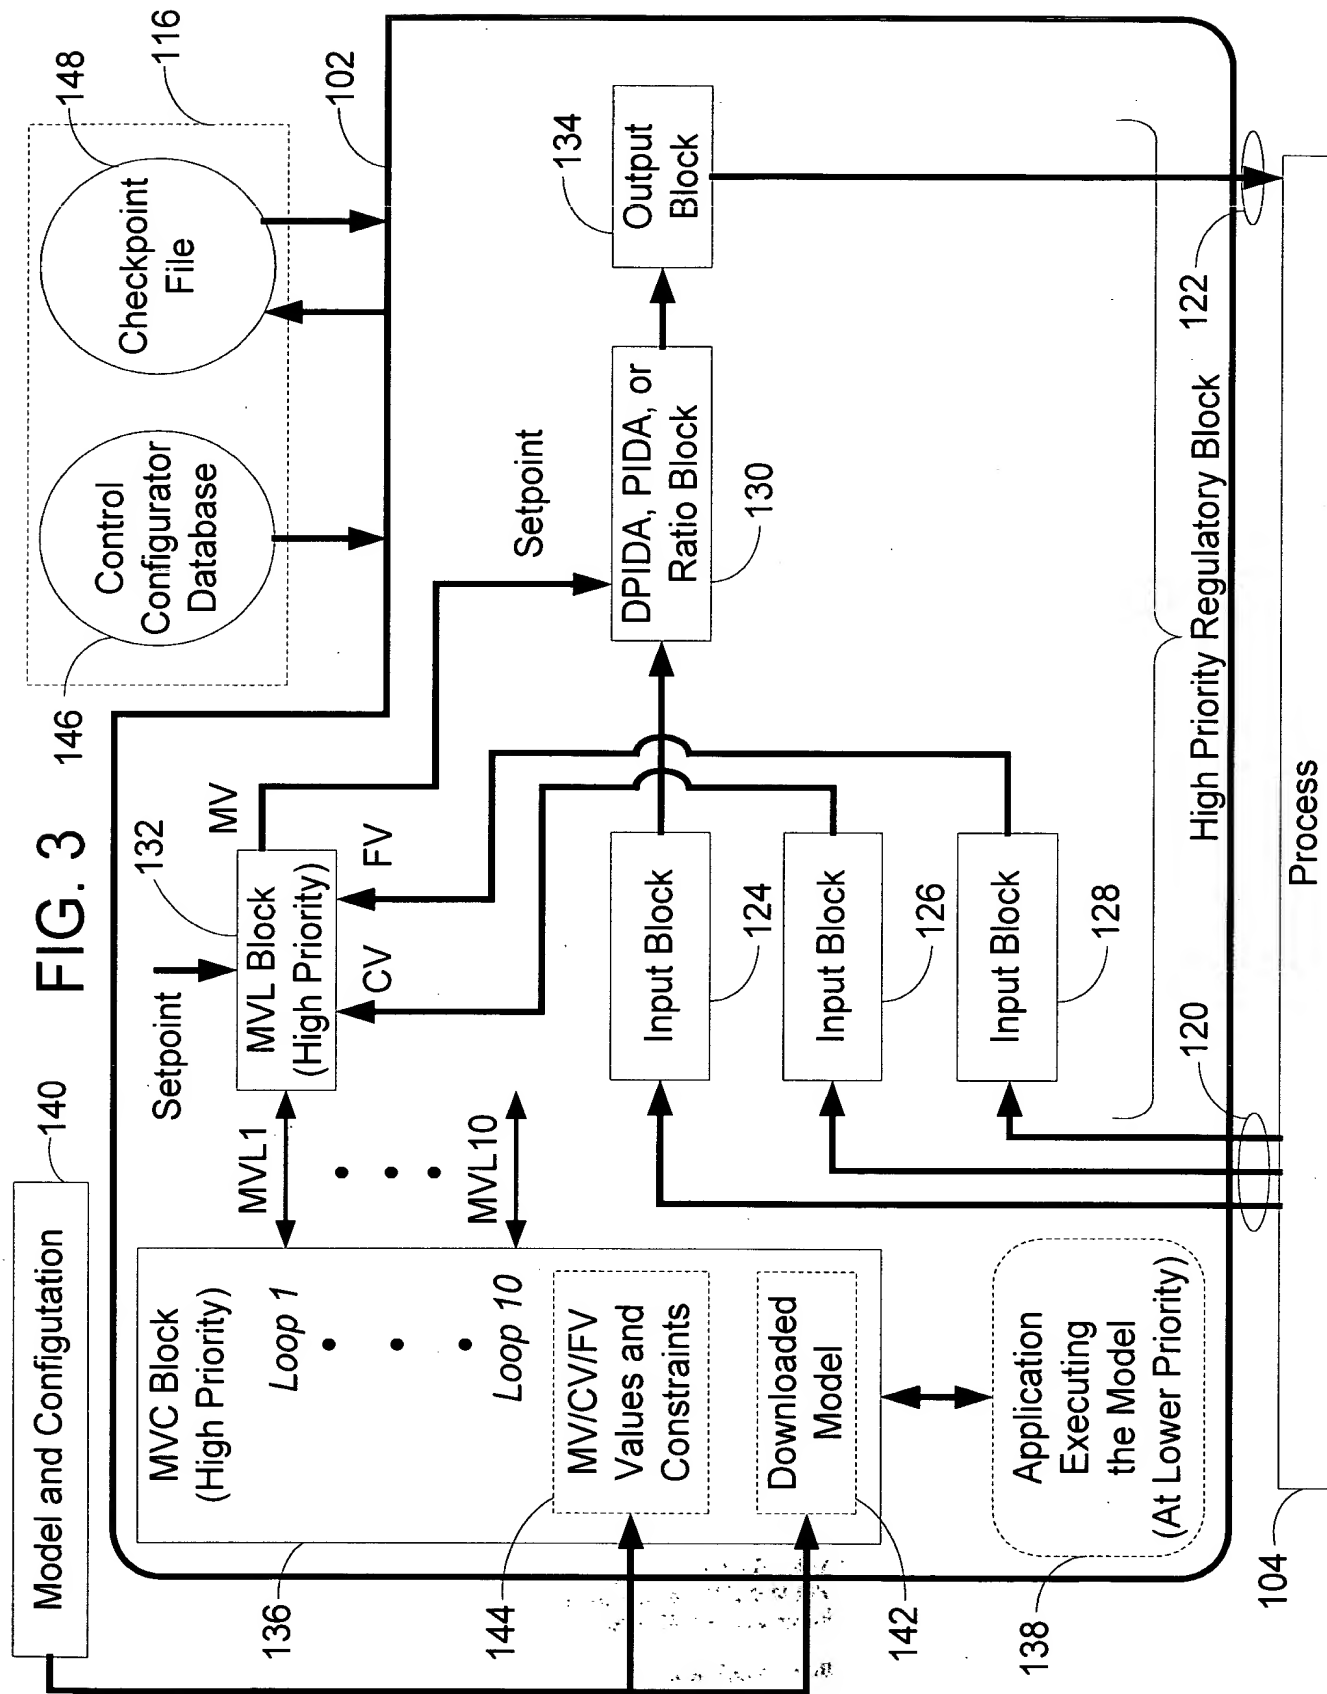 FIG. 3
Model and Configutation
140
MVC Block
(High Priority)
Loop 1
Loop 10
MV/CV/FV
Values and
Constraints
Downloaded
Model
136
144
142
Application
Executing
the Model
(At Lower Priority)
138
104
MVL1
MVL10
Setpoint
MVL Block
(High Priority)
132
MV
CV
FV
Input Block
124
Input Block
126
Input Block
128
120
Control
Configurator
Database
146
Checkpoint
File
148
116
102
Setpoint
DPIDA, PIDA, or
Ratio Block
130
Output
Block
134
High Priority Regulatory Block
122
Process